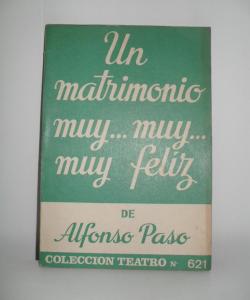 Un
matrimonio
muy... muy...
muy feliz
DE
Alfonso Paso
COLECCION TEATRO Nº 621